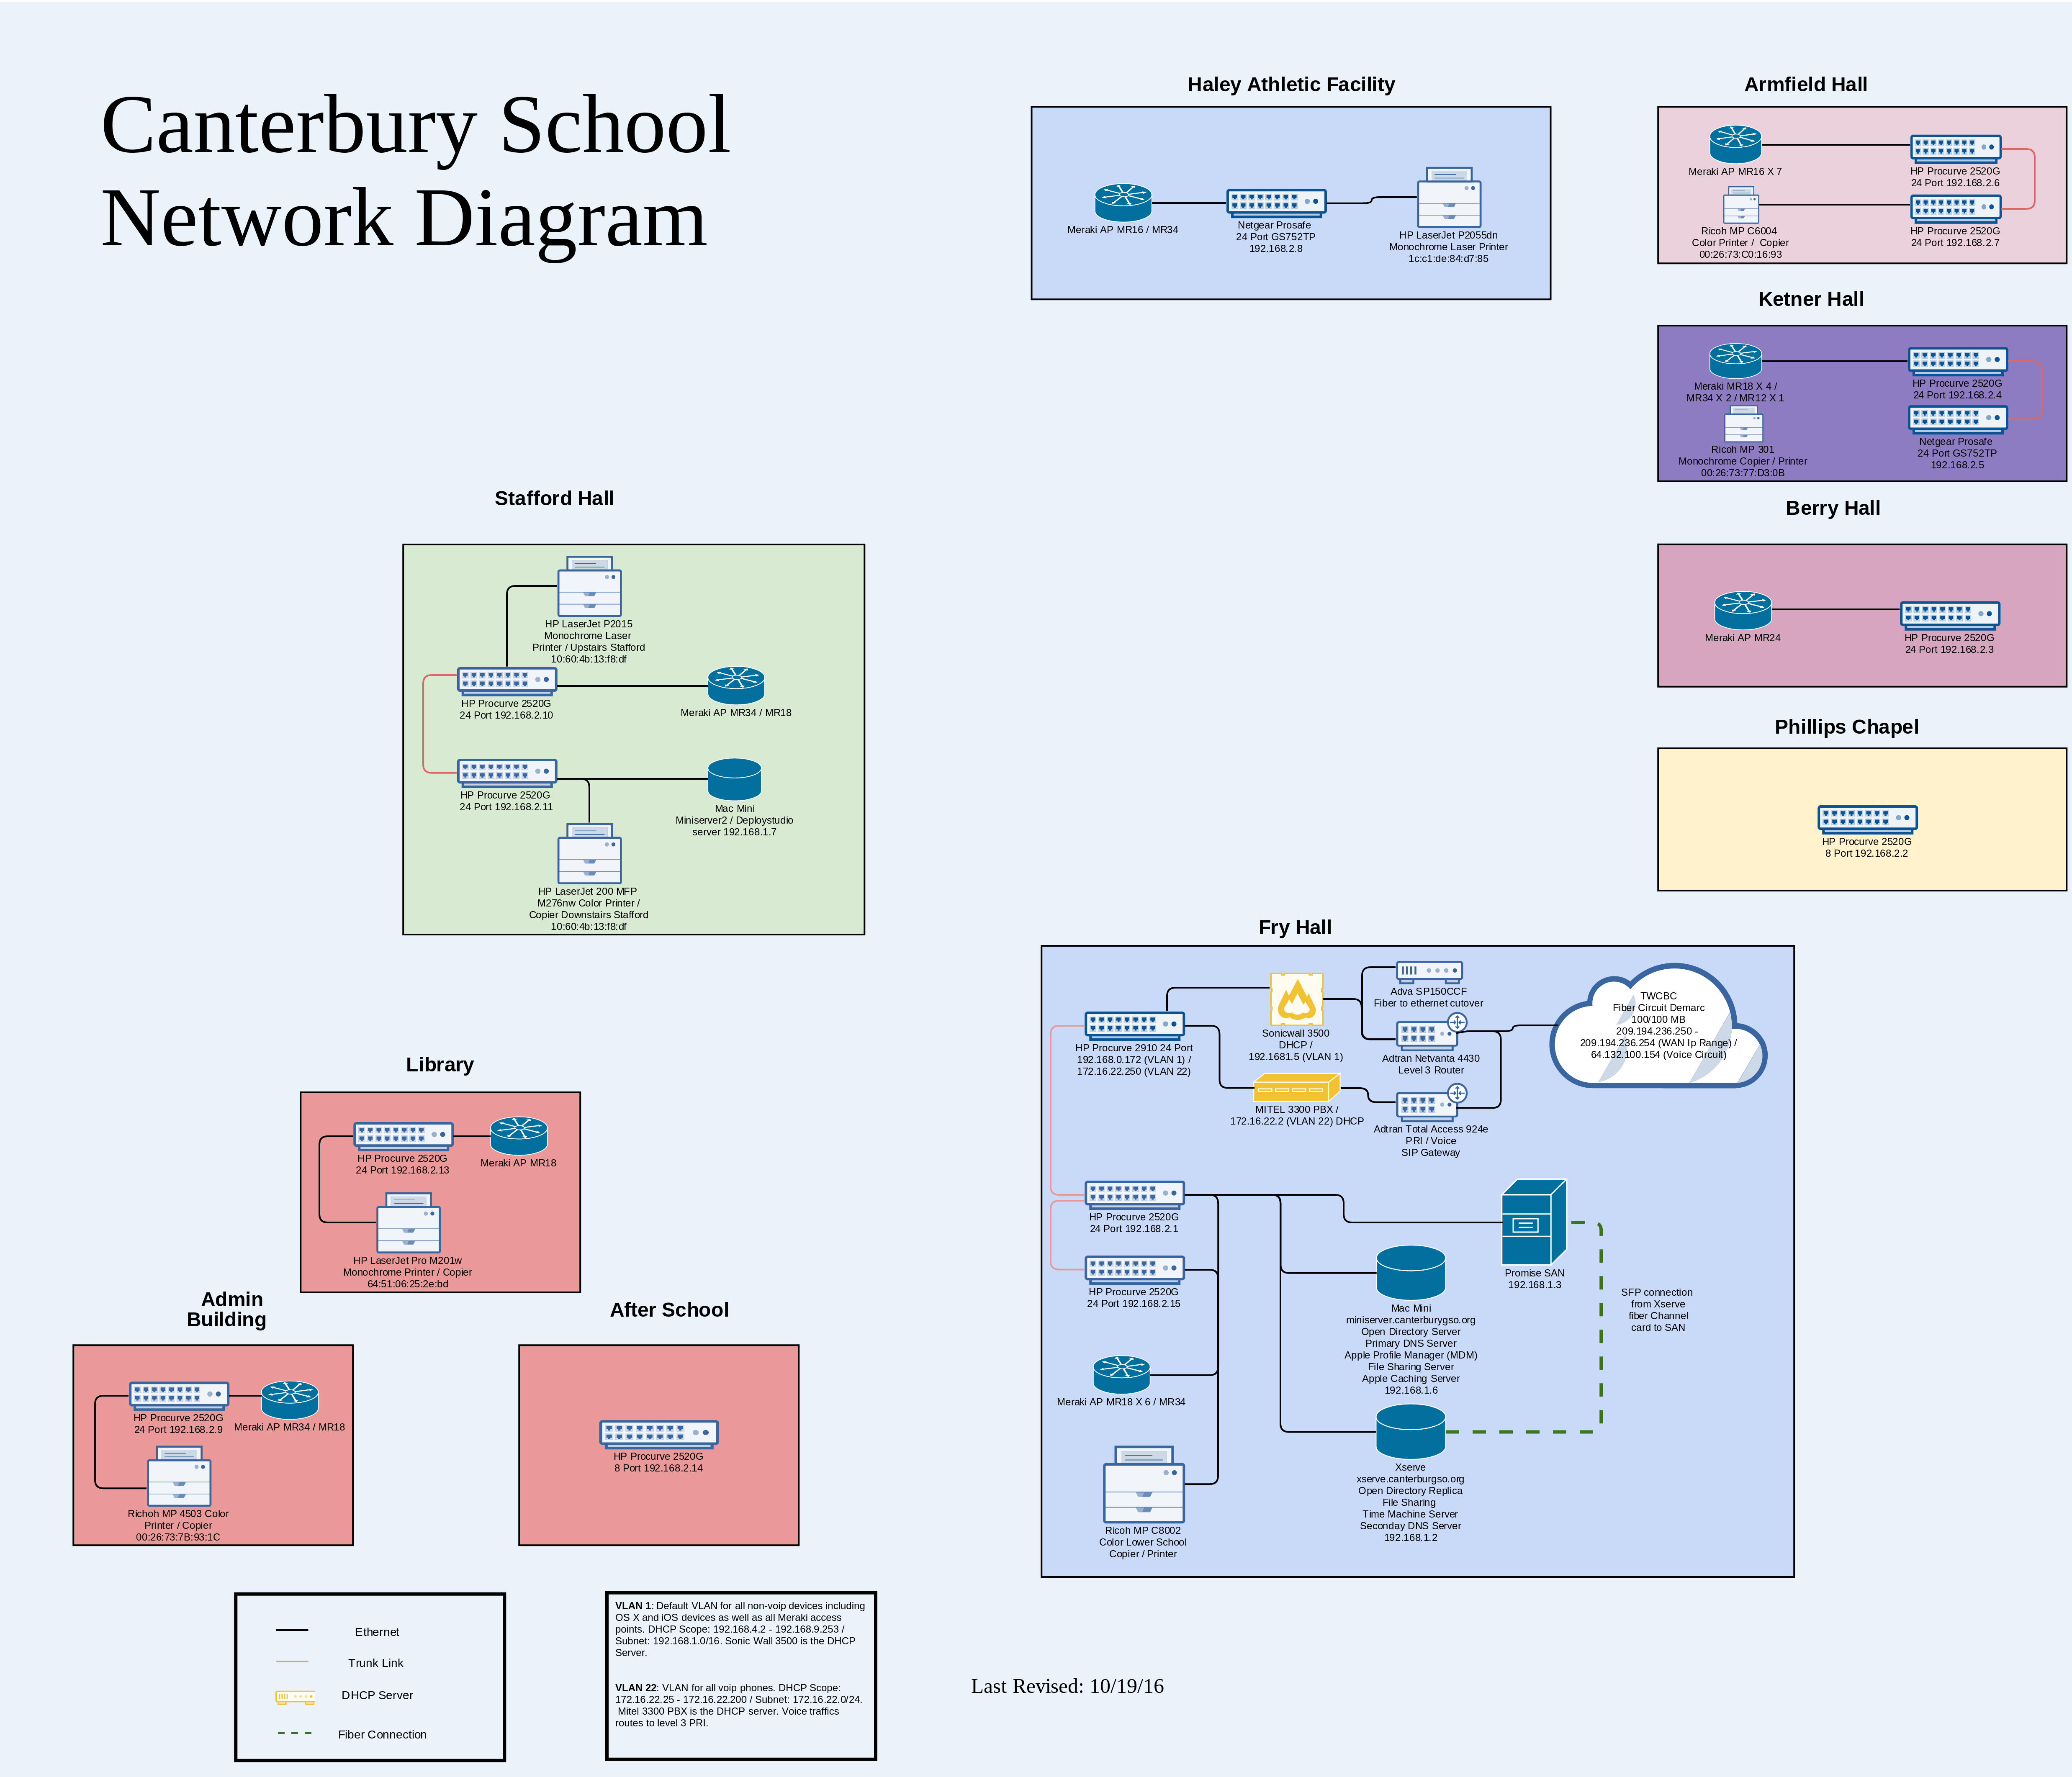 Canterbury School
Network Diagram
Haley Athletic Facility
Meraki AP MR16 / MR34
Netgear Prosafe
24 Port GS752TP
192.168.2.8
HP LaserJet P2055dn
Monochrome Laser Printer
1c:c1:de:84:d7:85
Armfield Hall
Meraki AP MR16 X 7
HP Procurve 2520G
24 Port 192.168.2.6
Ricoh MP C6004
Color Printer / Copier
00:26:73:C0:16:93
HP Procurve 2520G
24 Port 192.168.2.7
Ketner Hall
Meraki MR18 X 4 /
MR34 X 2 / MR12 X 1
HP Procurve 2520G
24 Port 192.168.2.4
Ricoh MP 301
Monochrome Copier / Printer
00:26:73:77:D3:0B
Netgear Prosafe
24 Port GS752TP
192.168.2.5
Berry Hall
Meraki AP MR24
HP Procurve 2520G
24 Port 192.168.2.3
Phillips Chapel
HP Procurve 2520G
8 Port 192.168.2.2
Stafford Hall
HP LaserJet P2015
Monochrome Laser
Printer / Upstairs Stafford
10:60:4b:13:f8:df
HP Procurve 2520G
24 Port 192.168.2.10
Meraki AP MR34 / MR18
HP Procurve 2520G
24 Port 192.168.2.11
Mac Mini
Miniserver2 / Deploystudio
server 192.168.1.7
HP LaserJet 200 MFP
M276nw Color Printer /
Copier Downstairs Stafford
10:60:4b:13:f8:df
Fry Hall
HP Procurve 2910 24 Port
192.168.0.172 (VLAN 1) /
172.16.22.250 (VLAN 22)
Sonicwall 3500
DHCP /
192.1681.5 (VLAN 1)
Adva SP150CCF
Fiber to ethernet cutover
Adtran Netvanta 4430
Level 3 Router
TWCBC
Fiber Circuit Demarc
100/100 MB
209.194.236.250 -
209.194.236.254 (WAN Ip Range) /
64.132.100.154 (Voice Circuit)
MITEL 3300 PBX /
172.16.22.2 (VLAN 22) DHCP
Adtran Total Access 924e
PRI / Voice
SIP Gateway
HP Procurve 2520G
24 Port 192.168.2.1
HP Procurve 2520G
24 Port 192.168.2.15
Promise SAN
192.168.1.3
SFP connection
from Xserve
fiber Channel
card to SAN
Mac Mini
miniserver.canterburygso.org
Open Directory Server
Primary DNS Server
Apple Profile Manager (MDM)
File Sharing Server
Apple Caching Server
192.168.1.6
Meraki AP MR18 X 6 / MR34
Xserve
xserve.canterburgso.org
Open Directory Replica
File Sharing
Time Machine Server
Seconday DNS Server
192.168.1.2
Ricoh MP C8002
Color Lower School
Copier / Printer
Library
HP Procurve 2520G
24 Port 192.168.2.13
Meraki AP MR18
HP LaserJet Pro M201w
Monochrome Printer / Copier
64:51:06:25:2e:bd
Admin
Building
HP Procurve 2520G
24 Port 192.168.2.9
Meraki AP MR34 / MR18
Richoh MP 4503 Color
Printer / Copier
00:26:73:7B:93:1C
After School
HP Procurve 2520G
8 Port 192.168.2.14
Ethernet
Trunk Link
DHCP Server
Fiber Connection
VLAN 1: Default VLAN for all non-voip devices including
OS X and iOS devices as well as all Meraki access
points. DHCP Scope: 192.168.4.2 - 192.168.9.253 /
Subnet: 192.168.1.0/16. Sonic Wall 3500 is the DHCP
Server.
VLAN 22: VLAN for all voip phones. DHCP Scope:
172.16.22.25 - 172.16.22.200 / Subnet: 172.16.22.0/24.
Mitel 3300 PBX is the DHCP server. Voice traffics
routes to level 3 PRI.
Last Revised: 10/19/16